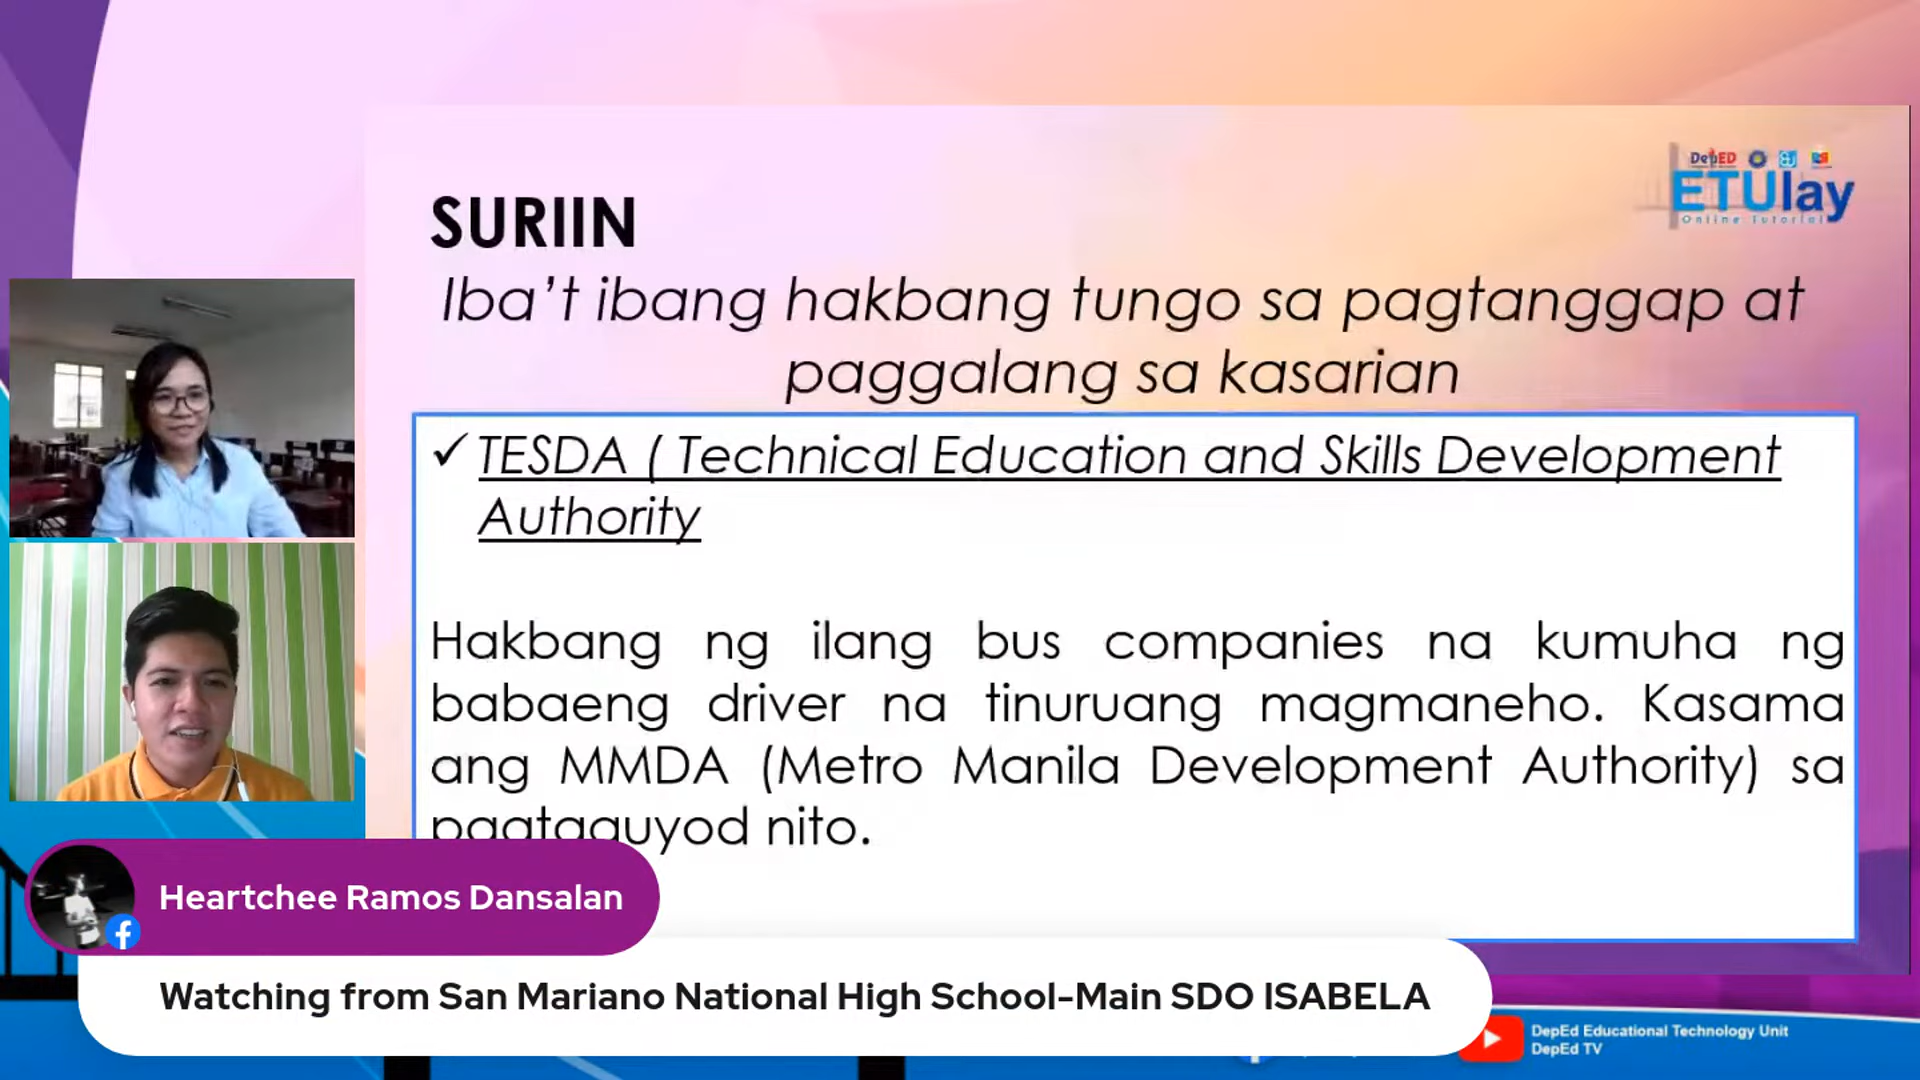 DepED
ETUlay
Online Tutorial
SURIIN
Iba't ibang hakbang tungo sa pagtanggap at
paggalang sa kasarian
✓ TESDA ( Technical Education and Skills Development
Authority
Hakbang ng ilang bus companies na kumuha ng
babaeng driver na tinuruang magmaneho. Kasama
ang MMDA (Metro Manila Development Authority) sa
pagtaguyod nito.
Heartchee Ramos Dansalan
Watching from San Mariano National High School-Main SDO ISABELA
DepEd Educational Technology Unit
DepEd TV